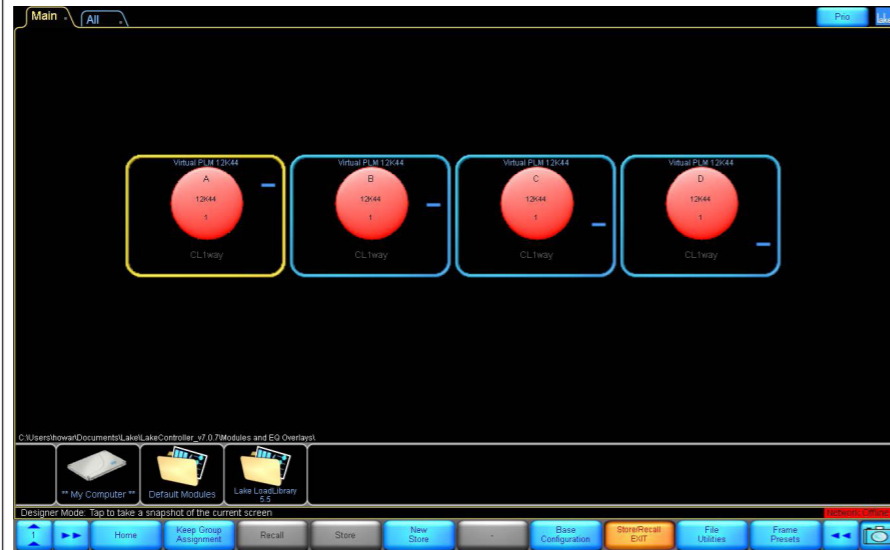 Main
All
Prio
Lake
Virtual PLM 12K44
A
12K44
1
CL1way
Virtual PLM 12K44
B
12K44
1
CL1way
Virtual PLM 12K44
C
12K44
1
CL1way
Virtual PLM 12K44
D
12K44
1
CL1way
C:\Users\howar\Documents\Lake\LakeController_v7.0.7\Modules and EQ Overlays\
** My Computer **
Default Modules
Lake LoadLibrary
5.5
Designer Mode: Tap to take a snapshot of the current screen
Network Offline
1
Home
Keep Group
Assignment
Recall
Store
New
Store
Base
Configuration
Store/Recall
EXIT
File
Utilities
Frame
Presets